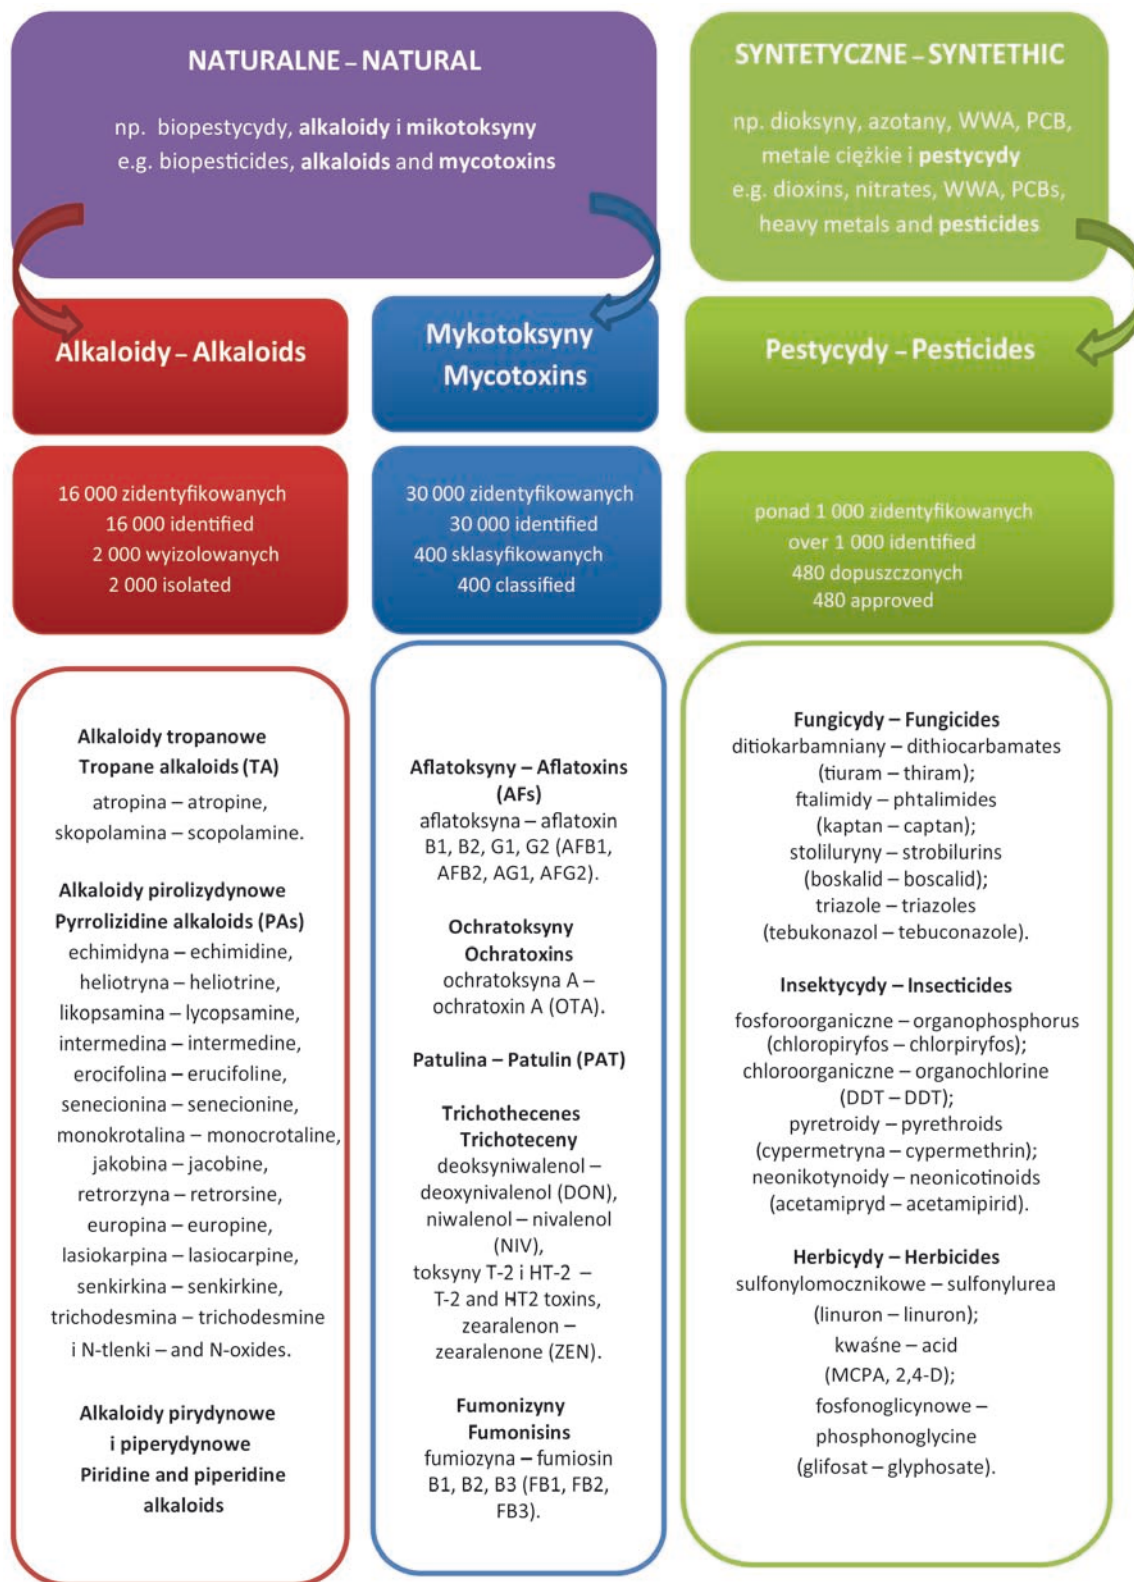 NATURALNE – NATURAL
np. biopestycydy, alkaloidy i mikotoksyny
e.g. biopesticides, alkaloids and mycotoxins
SYNTETYCZNE – SYNTETHIC
np. dioksyny, azotany, WWA, PCB,
metale ciężkie i pestycydy
e.g. dioxins, nitrates, WWA, PCBs,
heavy metals and pesticides
Alkaloidy – Alkaloids
16 000 zidentyfikowanych
16 000 identified
2 000 wyizolowanych
2 000 isolated
Alkaloidy tropanowe
Tropane alkaloids (TA)
atropina – atropine,
skopolamina – scopolamine.
Alkaloidy pirolizydynowe
Pyrrolizidine alkaloids (PAs)
echimidyna – echimidine,
heliotryna – heliotrine,
likopsamina – lycopsamine,
intermedina – intermedine,
erocifolina – erucifoline,
senecionina – senecionine,
monokrotalina – monocrotaline,
jakobina – jacobine,
retrorzyna – retrorsine,
europina – europine,
lasiokarpina – lasiocarpine,
senkirkina – senkirkine,
trichodesmina – trichodesmine
i N-tlenki – and N-oxides.
Alkaloidy pirydynowe
i piperydynowe
Piridine and piperidine
alkaloids
Mykotoksyny
Mycotoxins
30 000 zidentyfikowanych
30 000 identified
400 sklasyfikowanych
400 classified
Aflatoksyny – Aflatoxins
(AFs)
aflatoksyna – aflatoxin
B1, B2, G1, G2 (AFB1,
AFB2, AG1, AFG2).
Ochratoksyny
Ochratoxins
ochratoksyna A –
ochratoxin A (OTA).
Patulina – Patulin (PAT)
Trichothecenes
Trichoteceny
deoksyniwalenol –
deoxynivalenol (DON),
niwalenol – nivalenol
(NIV),
toksyny T-2 i HT-2 –
T-2 and HT2 toxins,
zearalenon –
zearalenone (ZEN).
Fumonizyny
Fumonisins
fumiozyna – fumiosin
B1, B2, B3 (FB1, FB2,
FB3).
Pestycydy – Pesticides
ponad 1 000 zidentyfikowanych
over 1 000 identified
480 dopuszczonych
480 approved
Fungicydy – Fungicides
ditiokarbamniany – dithiocarbamates
(tiuram – thiram);
ftalimidy – phtalimides
(kaptan – captan);
stoliluryny – strobilurins
(boskalid – boscalid);
triazole – triazoles
(tebukonazol – tebuconazole).
Insektycydy – Insecticides
fosforoorganiczne – organophosphorus
(chloropiryfos – chlorpiryfos);
chloroorganiczne – organochlorine
(DDT – DDT);
pyretroidy – pyrethroids
(cypermetryna – cypermethrin);
neonikotynoidy – neonicotinoids
(acetamipryd – acetamipirid).
Herbicydy – Herbicides
sulfonylomocznikowe – sulfonylurea
(linuron – linuron);
kwaśne – acid
(MCPA, 2,4-D);
fosfonoglicynowe –
phosphonoglycine
(glifosat – glyphosate).